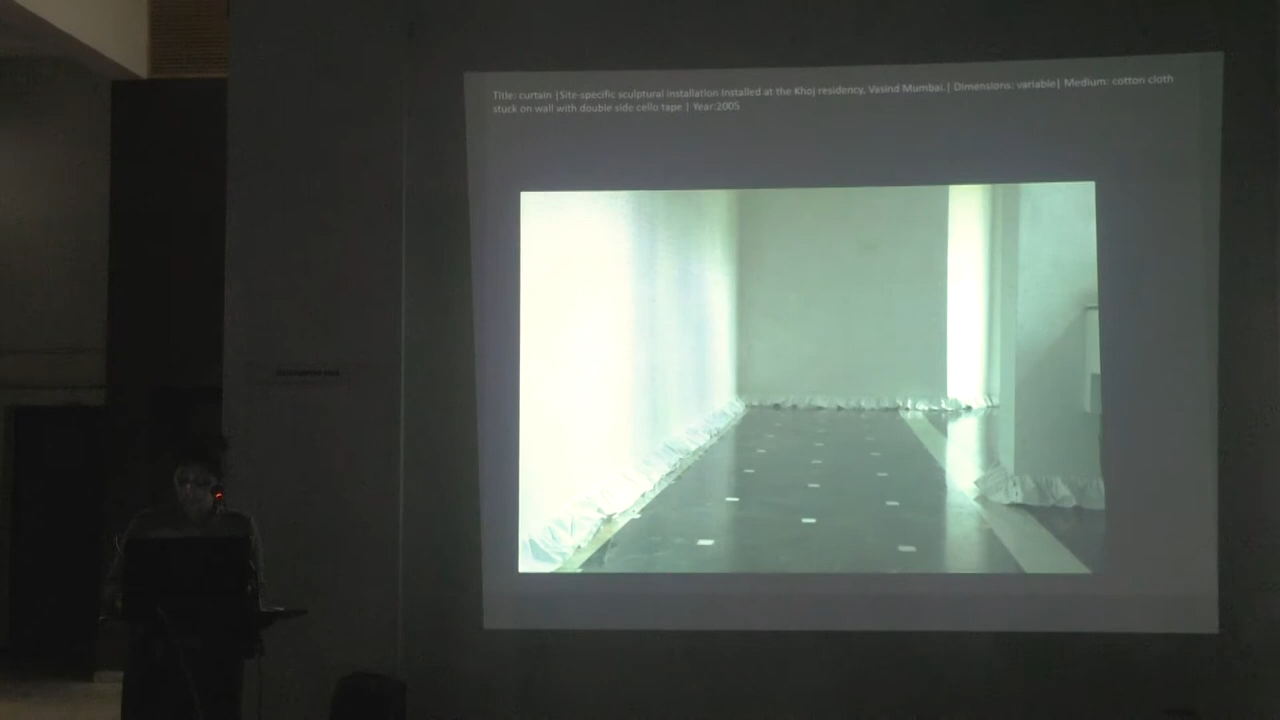 Title: curtain |Site-specific sculptural installation installed at the Khoj residency, Vasind Mumbai.| Dimensions: variable| Medium: cotton cloth
stuck on wall with double side cello tape | Year:2005